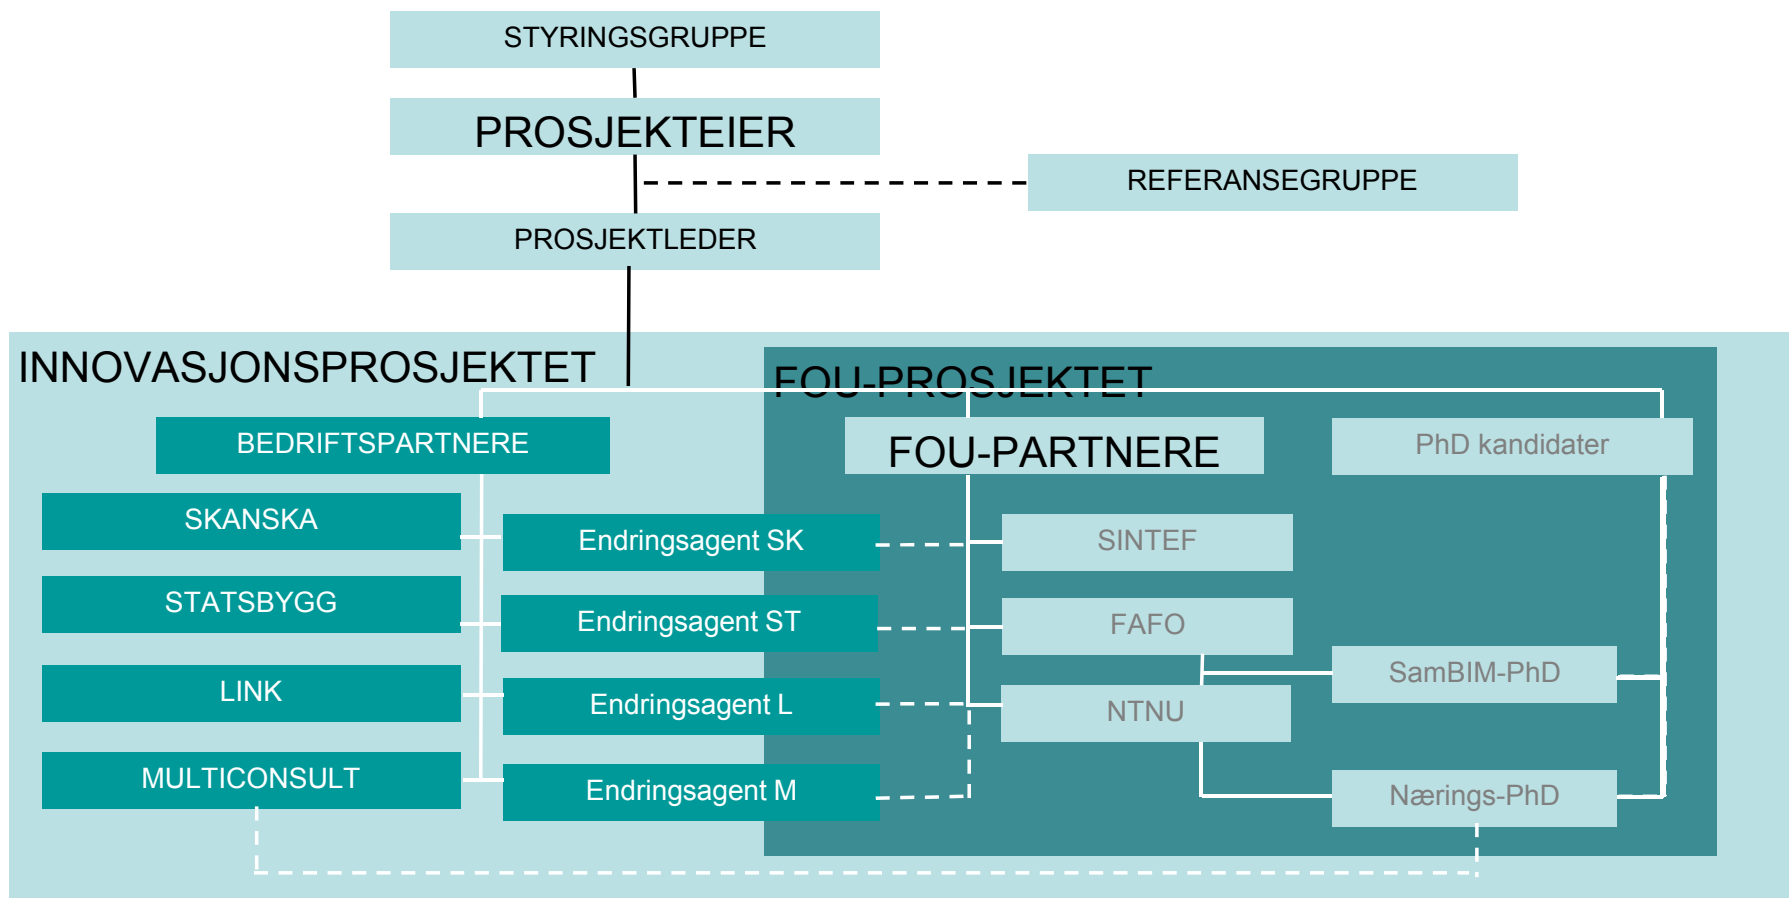 STYRINGSGRUPPE
PROSJEKTEIER
REFERANSEGRUPPE
PROSJEKTLEDER
INNOVASJONSPROSJEKTET
FOU-PROSJEKTET
BEDRIFTSPARTNERE
FOU-PARTNERE
PhD kandidater
SKANSKA
Endringsagent SK
SINTEF
STATSBYGG
Endringsagent ST
FAFO
LINK
Endringsagent L
NTNU
SamBIM-PhD
MULTICONSULT
Endringsagent M
Nærings-PhD